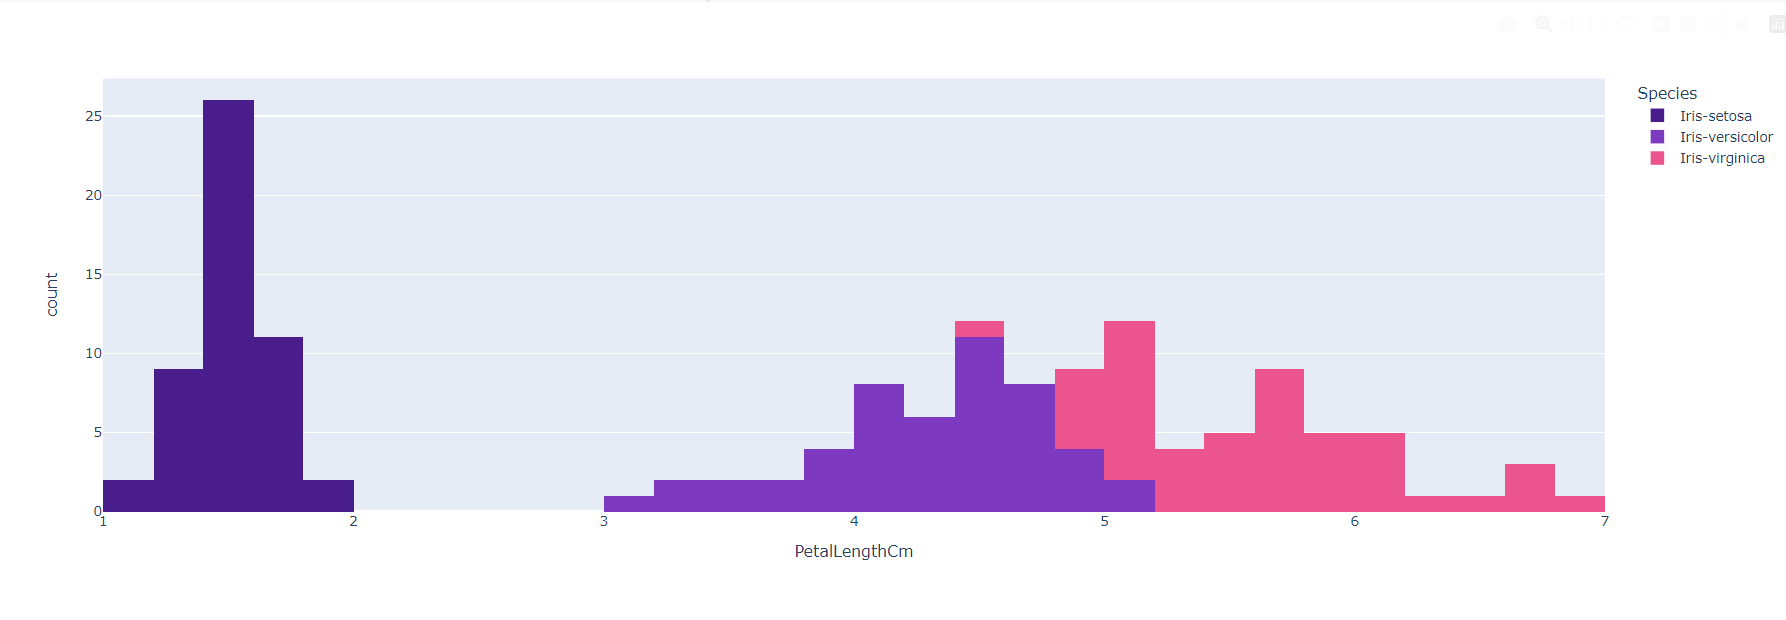 Species
Iris-setosa
Iris-versicolor
Iris-virginica
25
20
15
10
5
0
count
1 2 3 4 5 6 7
PetalLengthCm